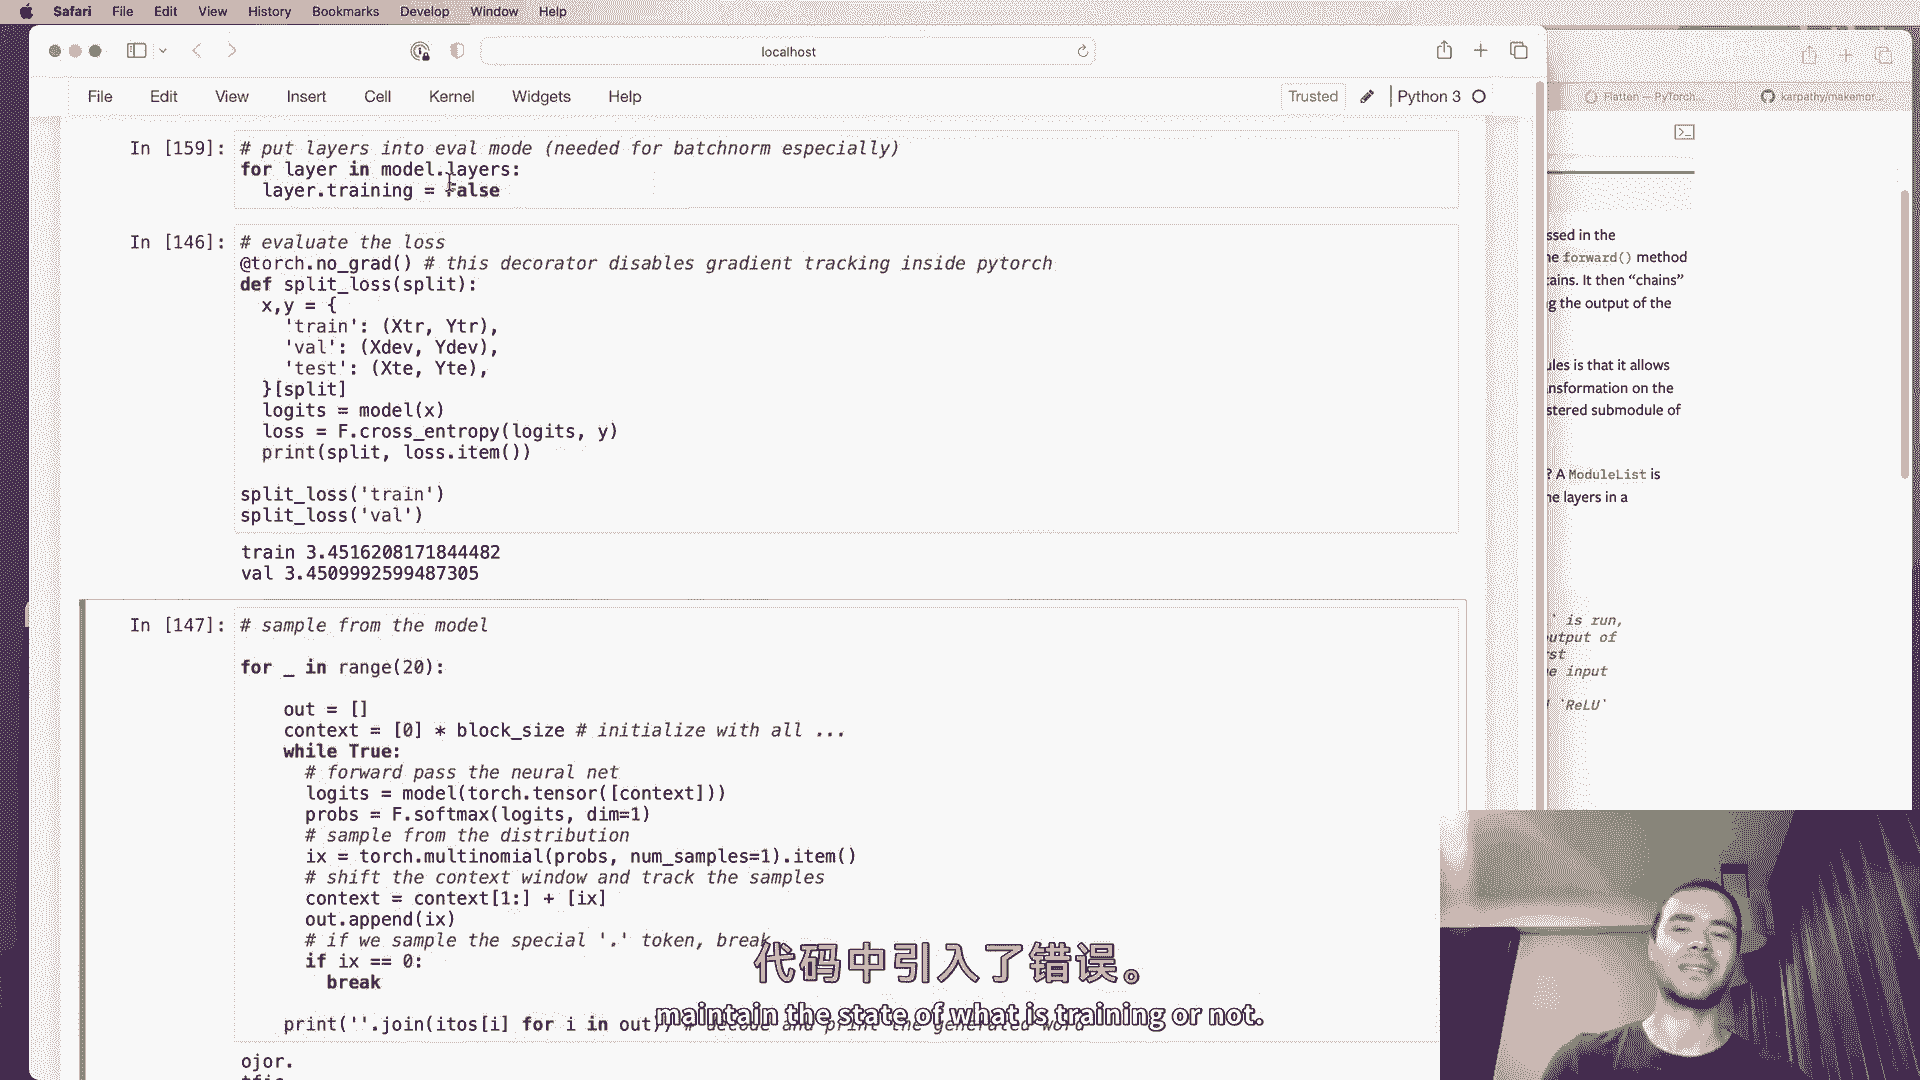 Safari File Edit View History Bookmarks Develop Window Help
localhost
File Edit View Insert Cell Kernel Widgets Help Trusted Python 3
Flatten — PyTorch...
karpathy/makemor...
In [159]: # put layers into eval mode (needed for batchnorm especially)
for layer in model.layers:
layer.training = False
In [146]: # evaluate the loss
@torch.no_grad() # this decorator disables gradient tracking inside pytorch
def split_loss(split):
x,y = {
'train': (Xtr, Ytr),
'val': (Xdev, Ydev),
'test': (Xte, Yte),
}[split]
logits = model(x)
loss = F.cross_entropy(logits, y)
print(split, loss.item())
split_loss('train')
split_loss('val')
train 3.4516208171844482
val 3.4509992599487305
In [147]: # sample from the model
for _ in range(20):
out = []
context = [0] * block_size # initialize with all ...
while True:
# forward pass the neural net
logits = model(torch.tensor([context]))
probs = F.softmax(logits, dim=1)
# sample from the distribution
ix = torch.multinomial(probs, num_samples=1).item()
# shift the context window and track the samples
context = context[1:] + [ix]
out.append(ix)
# if we sample the special '.' token, break
if ix == 0:
break
print(''.join(itos[i] for i in out)) # decode and print the generated word
ojor.
ssed in the
he forward() method
tains. It then “chains”
g the output of the
ules is that it allows
nsformation on the
stered submodule of
? A ModuleList is
he layers in a
` is run,
output of
rst
e input
`ReLU`
代码中引入了错误。
maintain the state of what is training or not.